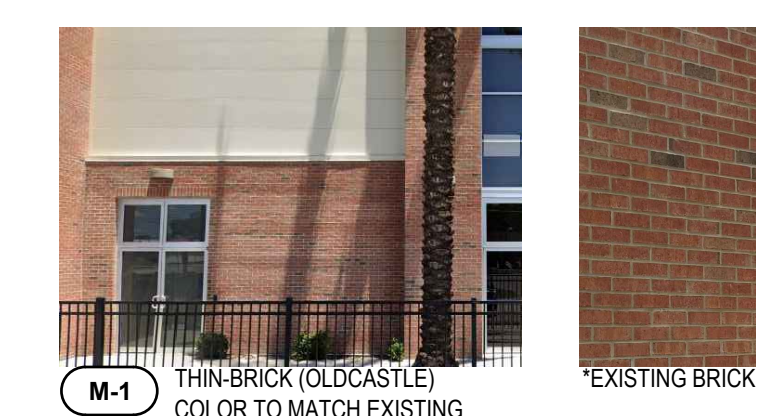 M-1
THIN-BRICK (OLDCASTLE)
COLOR TO MATCH EXISTING
*EXISTING BRICK